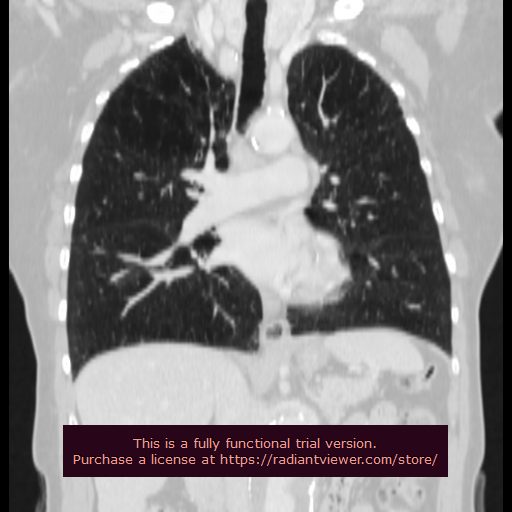 This is a fully functional trial version.
Purchase a license at https://radiantviewer.com/store/